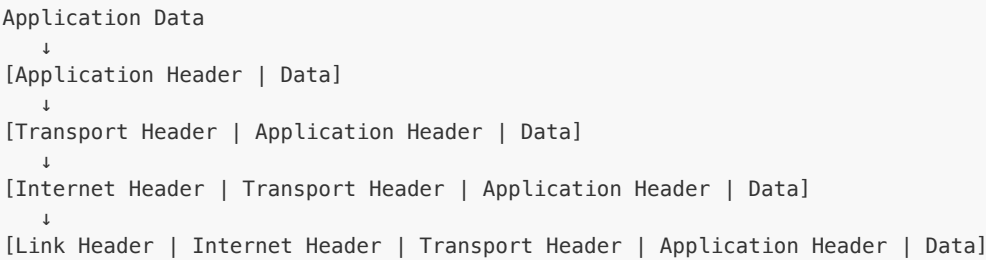 Application Data
↓
[Application Header | Data]
↓
[Transport Header | Application Header | Data]
↓
[Internet Header | Transport Header | Application Header | Data]
↓
[Link Header | Internet Header | Transport Header | Application Header | Data]